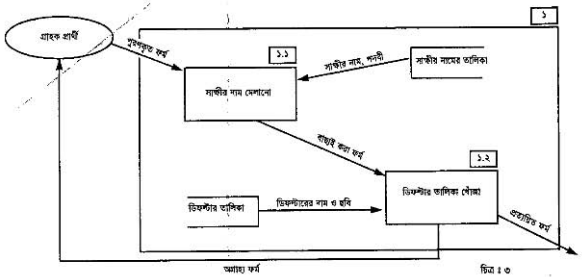 ১
গ্রাহক প্রার্থী
পূরণকৃত ফর্ম
১.১
সাক্ষীর নাম, পদবী
সাক্ষীর নামের তালিকা
সাক্ষীর নাম মেলানো
বাছাই করা ফর্ম
১.২
ডিফল্টার তালিকা
ডিফল্টারের নাম ও ছবি
ডিফল্টার তালিকা খোঁজা
প্রত্যায়িত ফর্ম
অগ্রাহ্য ফর্ম
চিত্র : ৩